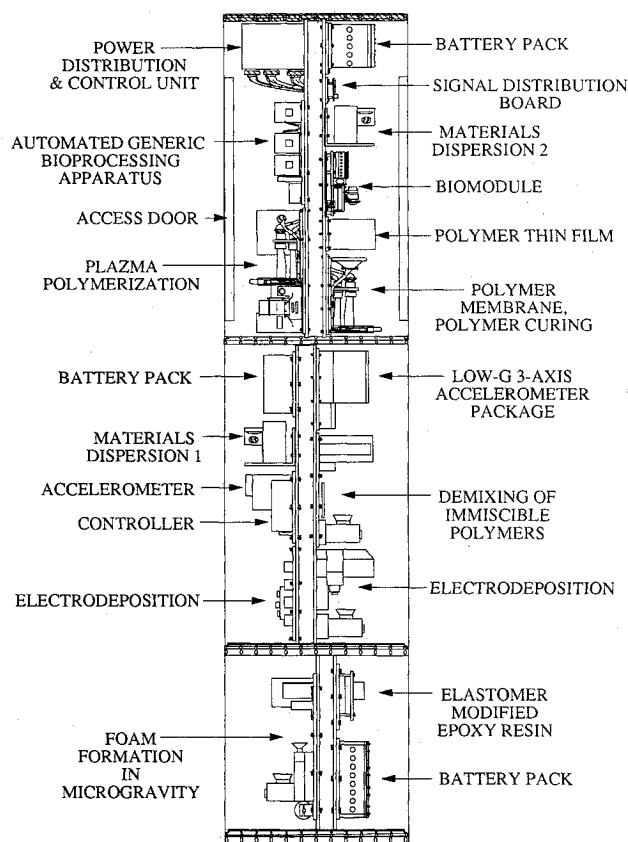 POWER
DISTRIBUTION
& CONTROL UNIT
BATTERY PACK
SIGNAL DISTRIBUTION
BOARD
AUTOMATED GENERIC
BIOPROCESSING
APPARATUS
MATERIALS
DISPERSION 2
BIOMODULE
ACCESS DOOR
POLYMER THIN FILM
PLAZMA
POLYMERIZATION
POLYMER
MEMBRANE,
POLYMER CURING
BATTERY PACK
LOW-G 3-AXIS
ACCELEROMETER
PACKAGE
MATERIALS
DISPERSION 1
ACCELEROMETER
CONTROLLER
DEMIXING OF
IMMISCIBLE
POLYMERS
ELECTRODEPOSITION
ELECTRODEPOSITION
ELASTOMER
MODIFIED
EPOXY RESIN
FOAM
FORMATION
IN
MICROGRAVITY
BATTERY PACK